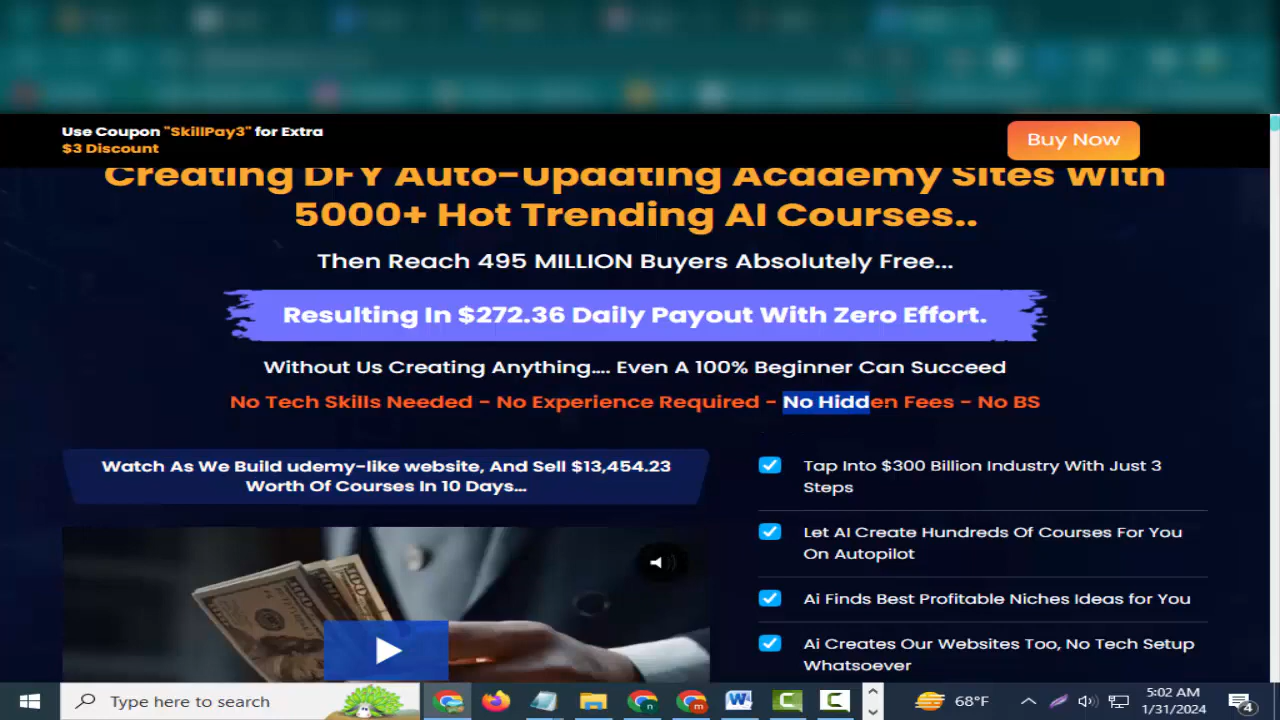 Use Coupon "SkillPay3" for Extra
$3 Discount
Buy Now
Creating DFY Auto-Updating Academy Sites With
5000+ Hot Trending AI Courses..
Then Reach 495 MILLION Buyers Absolutely Free...
Resulting In $272.36 Daily Payout With Zero Effort.
Without Us Creating Anything.... Even A 100% Beginner Can Succeed
No Tech Skills Needed - No Experience Required - No Hidden Fees - No BS
Watch As We Build udemy-like website, And Sell $13,454.23
Worth Of Courses In 10 Days...
Tap Into $300 Billion Industry With Just 3
Steps
Let AI Create Hundreds Of Courses For You
On Autopilot
Ai Finds Best Profitable Niches Ideas for You
Ai Creates Our Websites Too, No Tech Setup
Whatsoever
100
100
Type here to search
n
m
W
68°F
5:02 AM
1/31/2024
4